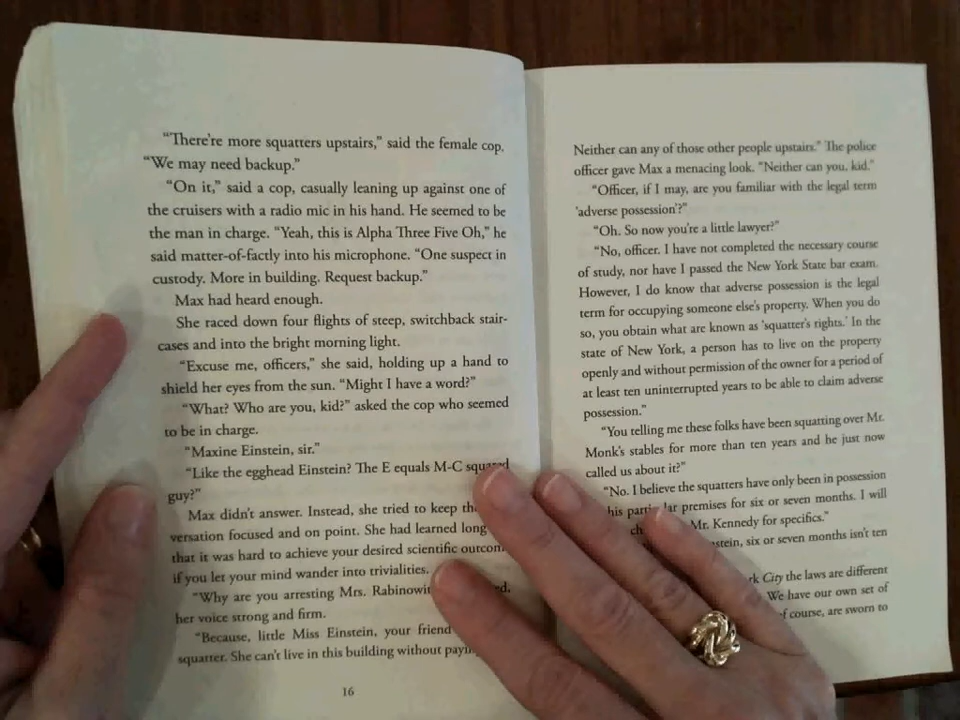 "There're more squatters upstairs," said the female cop.
"We may need backup."
"On it," said a cop, casually leaning up against one of
the cruisers with a radio mic in his hand. He seemed to be
the man in charge. "Yeah, this is Alpha Three Five Oh," he
said matter-of-factly into his microphone. "One suspect in
custody. More in building. Request backup."
Max had heard enough.
She raced down four flights of steep, switchback stair-
cases and into the bright morning light.
"Excuse me, officers," she said, holding up a hand to
shield her eyes from the sun. "Might I have a word?"
"What? Who are you, kid?" asked the cop who seemed
to be in charge.
"Maxine Einstein, sir."
"Like the egghead Einstein? The E equals M-C squared
guy?"
Max didn't answer. Instead, she tried to keep
versation focused and on point. She had learned long
that it was hard to achieve your desired scientific
if you let your mind wander into trivialities.
"Why are you arresting Mrs.
her voice strong and firm.
"Because, little Miss Einstein, your friend
squatter. She can't live in this building without
16
Neither can any of those other people upstairs." The police
officer gave Max a menacing look. "Neither can you, kid."
"Officer, if I may, are you familiar with the legal term
'adverse possession'?"
"Oh. So now you're a little lawyer?"
"No, officer. I have not completed the necessary course
of study, nor have I passed the New York State bar exam.
However, I do know that adverse possession is the legal
term for occupying someone else's property. When you do
so, you obtain what are known as 'squatter's rights.' In the
state of New York, a person has to live on the property
openly and without permission of the owner for a period of
at least ten uninterrupted years to be able to claim adverse
possession."
"You telling me these folks have been squatting over Mr.
Monk's stables for more than ten years and he just now
called us about it?"
"No. I believe the squatters have only been in possession
premises for six or seven months. I will
Mr. Kennedy for specifics."
six or seven months isn't ten
City the laws are different
We have our own set of
course, are sworn to